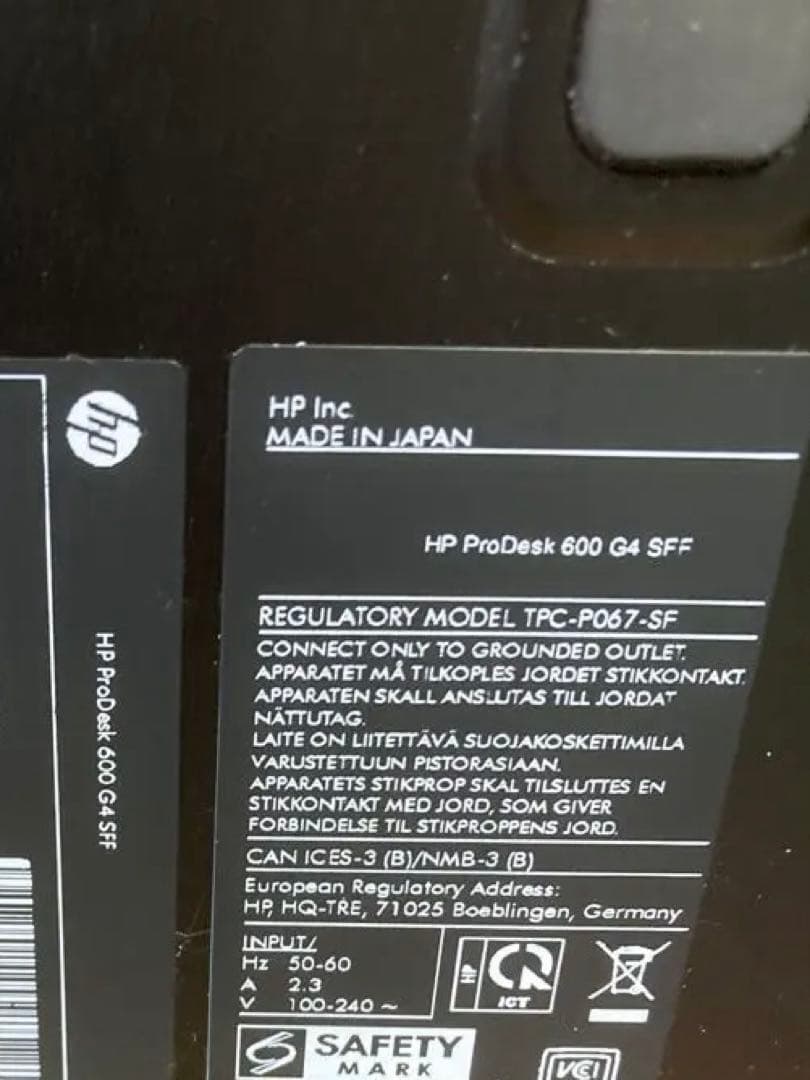 hp
HP ProDesk 600 G4 SFF
HP Inc.
MADE IN JAPAN
HP ProDesk 600 G4 SFF
REGULATORY MODEL TPC-P067-SF
CONNECT ONLY TO GROUNDED OUTLET.
APPARATET MÅ TILKOPLES JORDET STIKKONTAKT.
APPARATEN SKALL ANSLUTAS TILL JORDAT
NÄTTUTAG.
LAITE ON LIITETTÄVÄ SUOJAKOSKETTIMILLA
VARUSTETTUUN PISTORASIAAN.
APPARATETS STIKPROP SKAL TILSLUTTES EN
STIKKONTAKT MED JORD, SOM GIVER
FORBINDELSE TIL STIKPROPPENS JORD.
CAN ICES-3 (B)/NMB-3 (B)
European Regulatory Address:
HP, HQ-TRE, 71025 Boeblingen, Germany
INPUT/
Hz 50-60
A 2.3
V 100-240 ~
HP
ICT
SAFETY
MARK
VCI